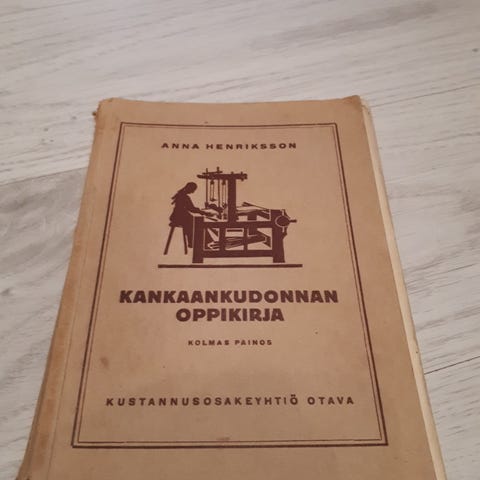 ANNA HENRIKSSON
KANKAANKUDONNAN
OPPIKIRJA
KOLMAS PAINOS
KUSTANNUSOSAKEYHTIÖ OTAVA